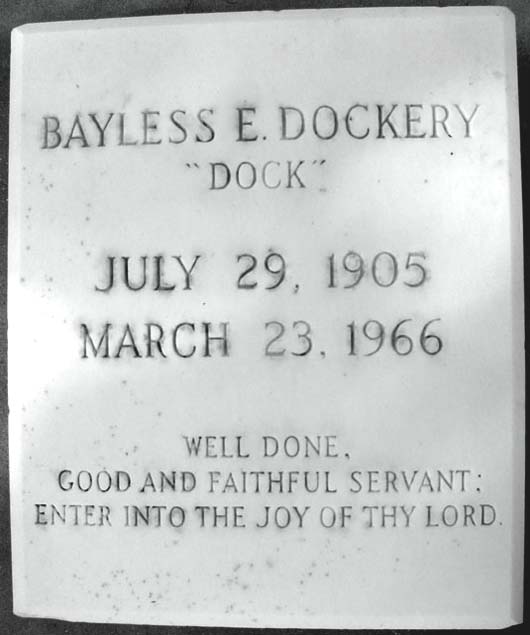 BAYLESS E. DOCKERY
"DOCK"
JULY 29, 1905
MARCH 23, 1966
WELL DONE,
GOOD AND FAITHFUL SERVANT:
ENTER INTO THE JOY OF THY LORD.